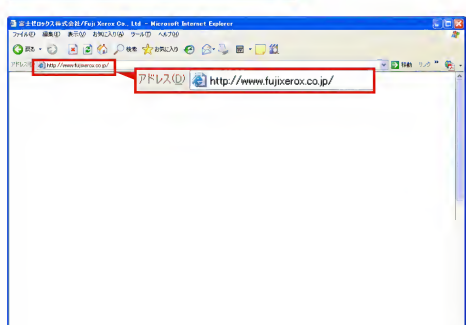 富士ゼロックス株式会社/Fuji Xerox Co., Ltd - Microsoft Internet Explorer
ファイル(F) 編集(E) 表示(V) お気に入り(A) ツール(T) ヘルプ(H)
戻る 検索 お気に入り
アドレス(D) http://www.fujixerox.co.jp/ 移動 リンク »
アドレス(D) http://www.fujixerox.co.jp/